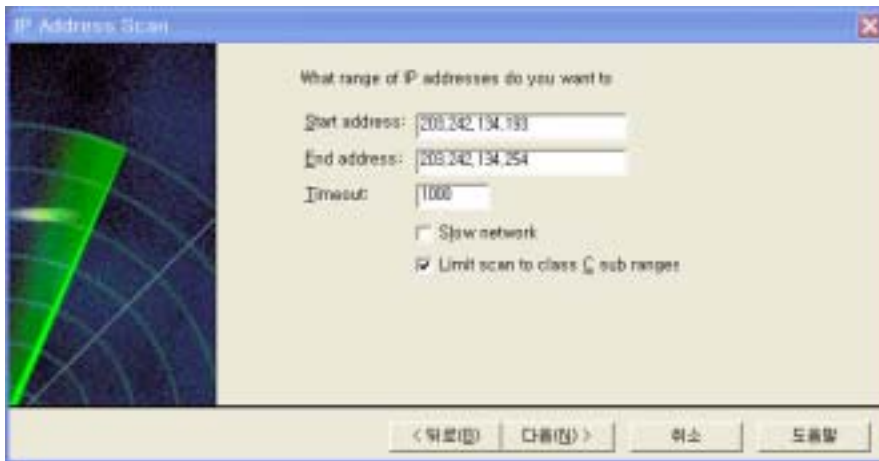 IP Address Scan
What range of IP addresses do you want to
Start address: 203,242,134,193
End address: 203,242,134,254
Timeout: 1000
Slow network
Limit scan to class C sub ranges
< 뒤로(B) 다음(N) > 취소 도움말